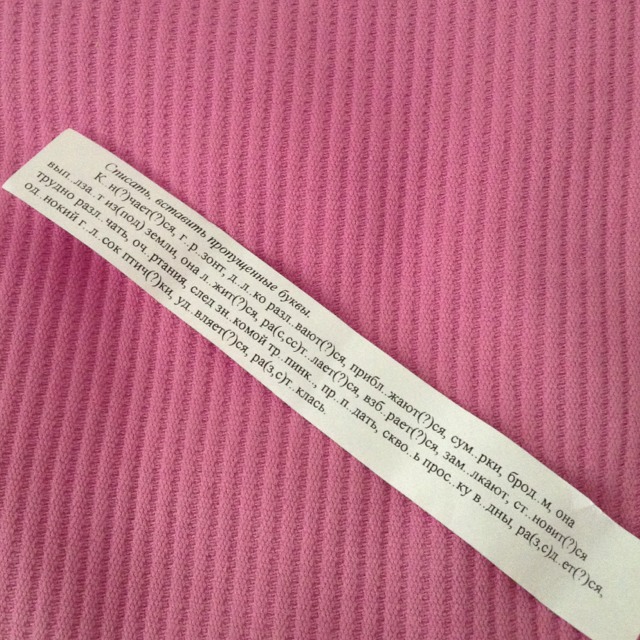 Списать, вставить пропущенные буквы.
К..н(?)чает(?)ся, г..р..зонт, д..л..ко разл..вают(?)ся, прибл..жают(?)ся, сум..рки, брод..м, она
вып..лза..т из(под) земли, она л..жит(?)ся, ра(с,сс)т..лает(?)ся, взб..рает(?)ся, зам..лкают, ст..новит(?)ся
трудно разл..чать, оч..ртания, след зн..комой тр..пинк.., пр..п..дать, скво..ь прос..ку в..дны, ра(з,с)д..ет(?)ся,
од..нокий г..л..сок птич(?)ки, уд..вляет(?)ся, ра(з,с)т..клась.